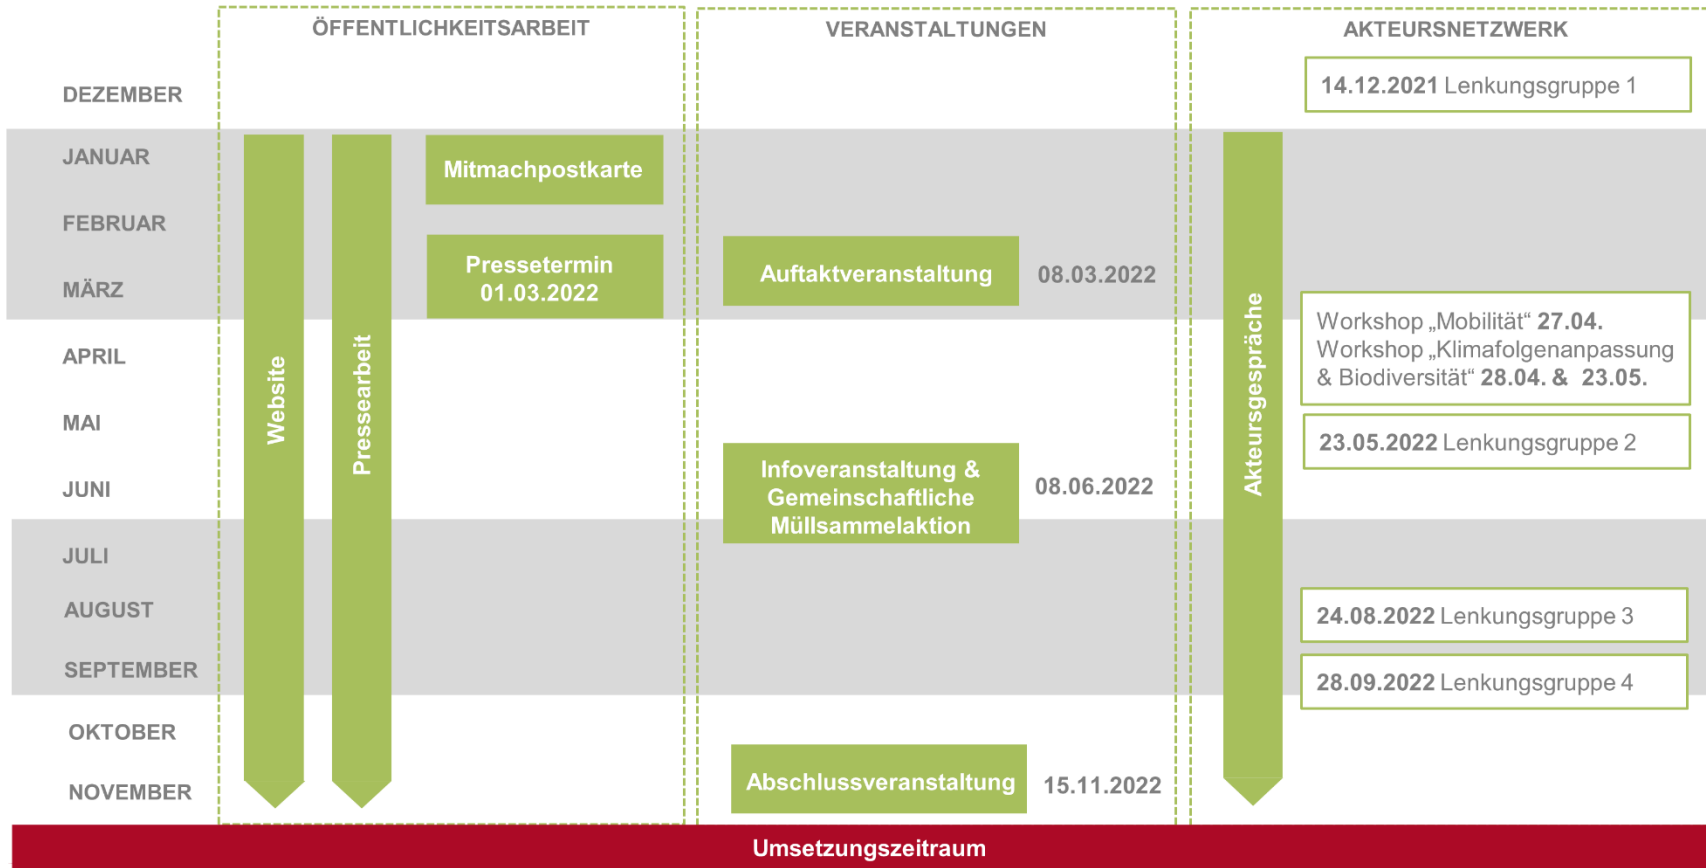 ÖFFENTLICHKEITSARBEIT
VERANSTALTUNGEN
AKTEURSNETZWERK
DEZEMBER
14.12.2021 Lenkungsgruppe 1
JANUAR
Mitmachpostkarte
FEBRUAR
Pressetermin
01.03.2022
Auftaktveranstaltung
08.03.2022
MÄRZ
Website
Pressearbeit
Akteursgespräche
Workshop „Mobilität“ 27.04.
Workshop „Klimafolgenanpassung
& Biodiversität“ 28.04. & 23.05.
APRIL
MAI
23.05.2022 Lenkungsgruppe 2
Infoveranstaltung &
Gemeinschaftliche
Müllsammelaktion
08.06.2022
JUNI
JULI
AUGUST
24.08.2022 Lenkungsgruppe 3
SEPTEMBER
28.09.2022 Lenkungsgruppe 4
OKTOBER
Abschlussveranstaltung
15.11.2022
NOVEMBER
Umsetzungszeitraum